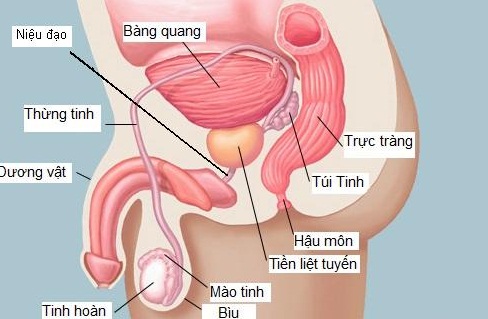 Niệu đạo
Bàng quang
Thừng tinh
Trực tràng
Dương vật
Túi Tinh
Hậu môn
Tiền liệt tuyến
Mào tinh
Tinh hoàn
Bìu